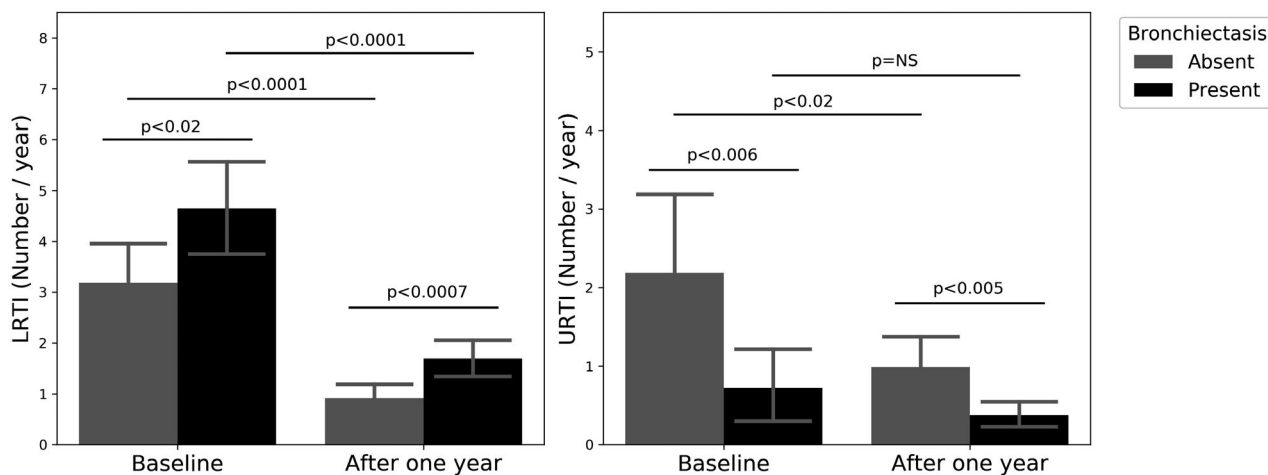 LRTI (Number / year)
8
7
6
5
4
3
2
1
0
p<0.0001
p<0.0001
p<0.02
p<0.0007
Baseline
After one year
URTI (Number / year)
5
4
3
2
1
0
p=NS
p<0.02
p<0.006
p<0.005
Baseline
After one year
Bronchiectasis
Absent
Present